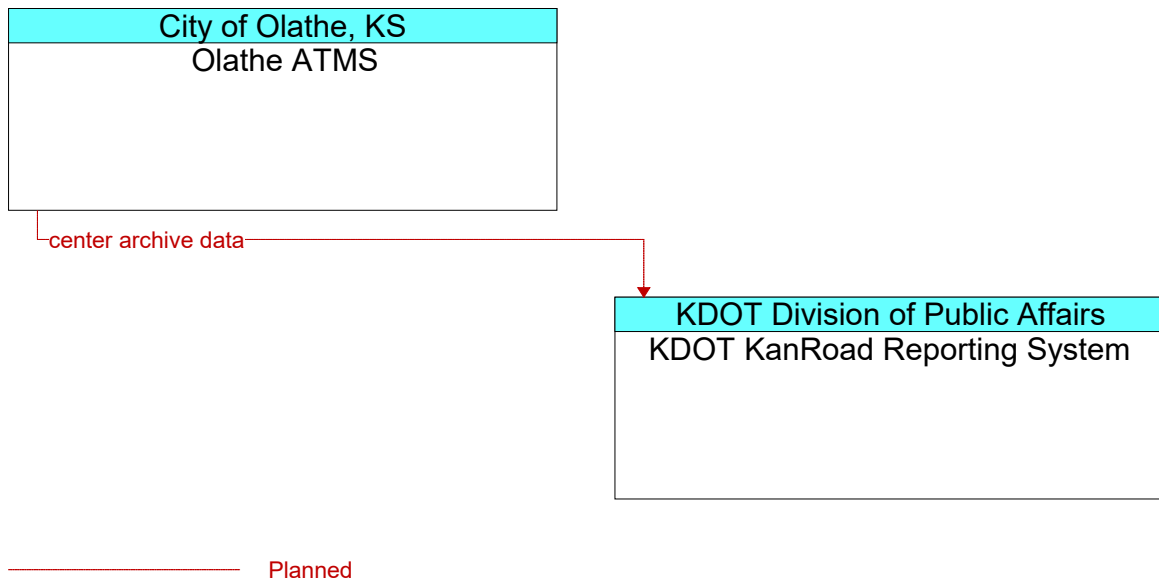 City of Olathe, KS
Olathe ATMS
center archive data
KDOT Division of Public Affairs
KDOT KanRoad Reporting System
Planned